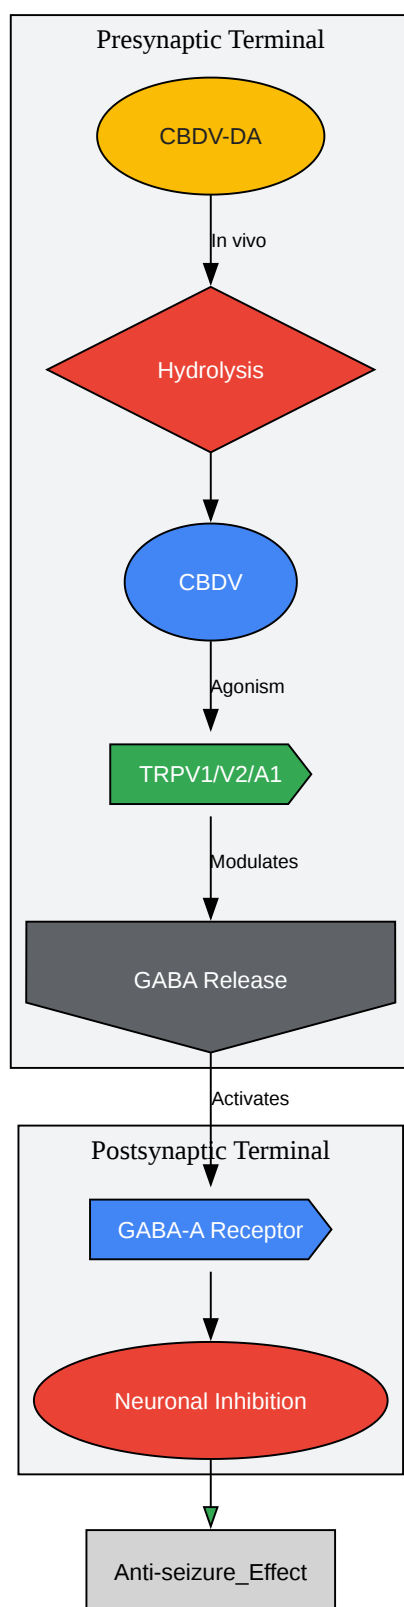 Presynaptic Terminal
CBDV-DA
In vivo
Hydrolysis
CBDV
Agonism
TRPV1/V2/A1
Modulates
GABA Release
Activates
Postsynaptic Terminal
GABA-A Receptor
Neuronal Inhibition
Anti-seizure_Effect